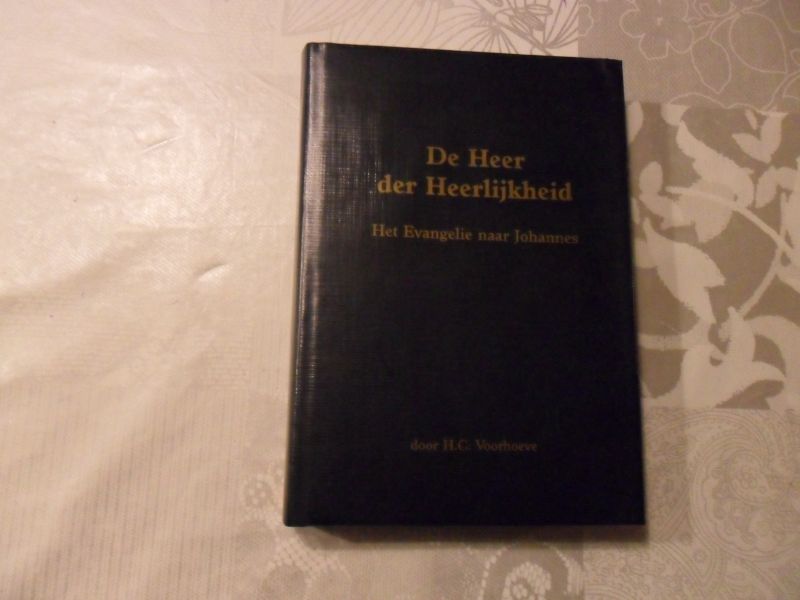 De Heer
der Heerlijkheid
Het Evangelie naar Johannes
door H.C. Voorhoeve